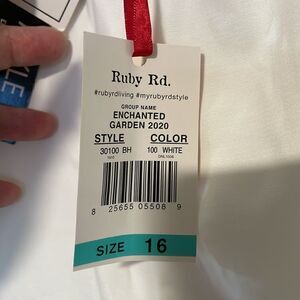 Ruby Rd.
#rubyrdliving #myrubyrdstyle
GROUP NAME
ENCHANTED
GARDEN 2020
STYLE COLOR
30100 BH 100 WHITE
8 25655 05508 9
SIZE 16